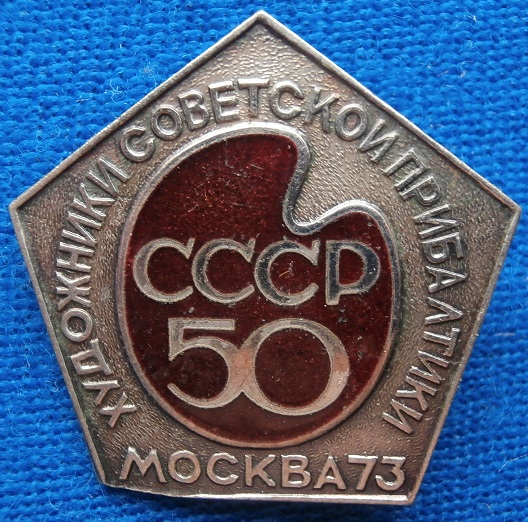 ХУДОЖНИКИ СОВЕТСКОЙ ПРИБАЛТИКИ
СССР
50
МОСКВА 73